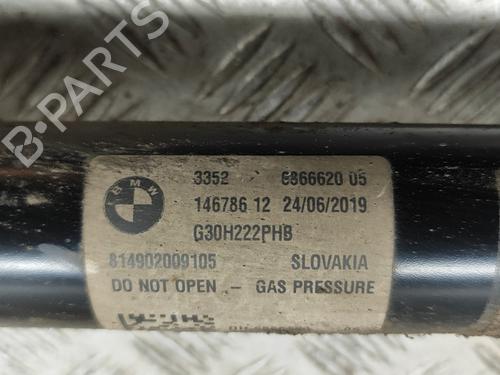 B-Parts
BMW
3352 6866620 05
146786 12 24/06/2019
G30H222PHB
814902009105 SLOVAKIA
DO NOT OPEN - GAS PRESSURE